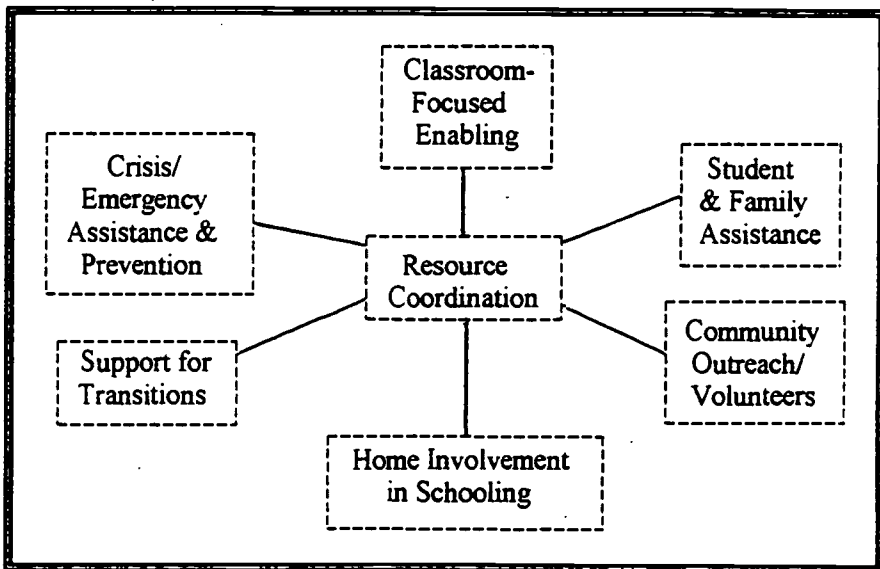 Classroom-
Focused
Enabling
Crisis/
Emergency
Assistance &
Prevention
Student
& Family
Assistance
Resource
Coordination
Support for
Transitions
Community
Outreach/
Volunteers
Home Involvement
in Schooling